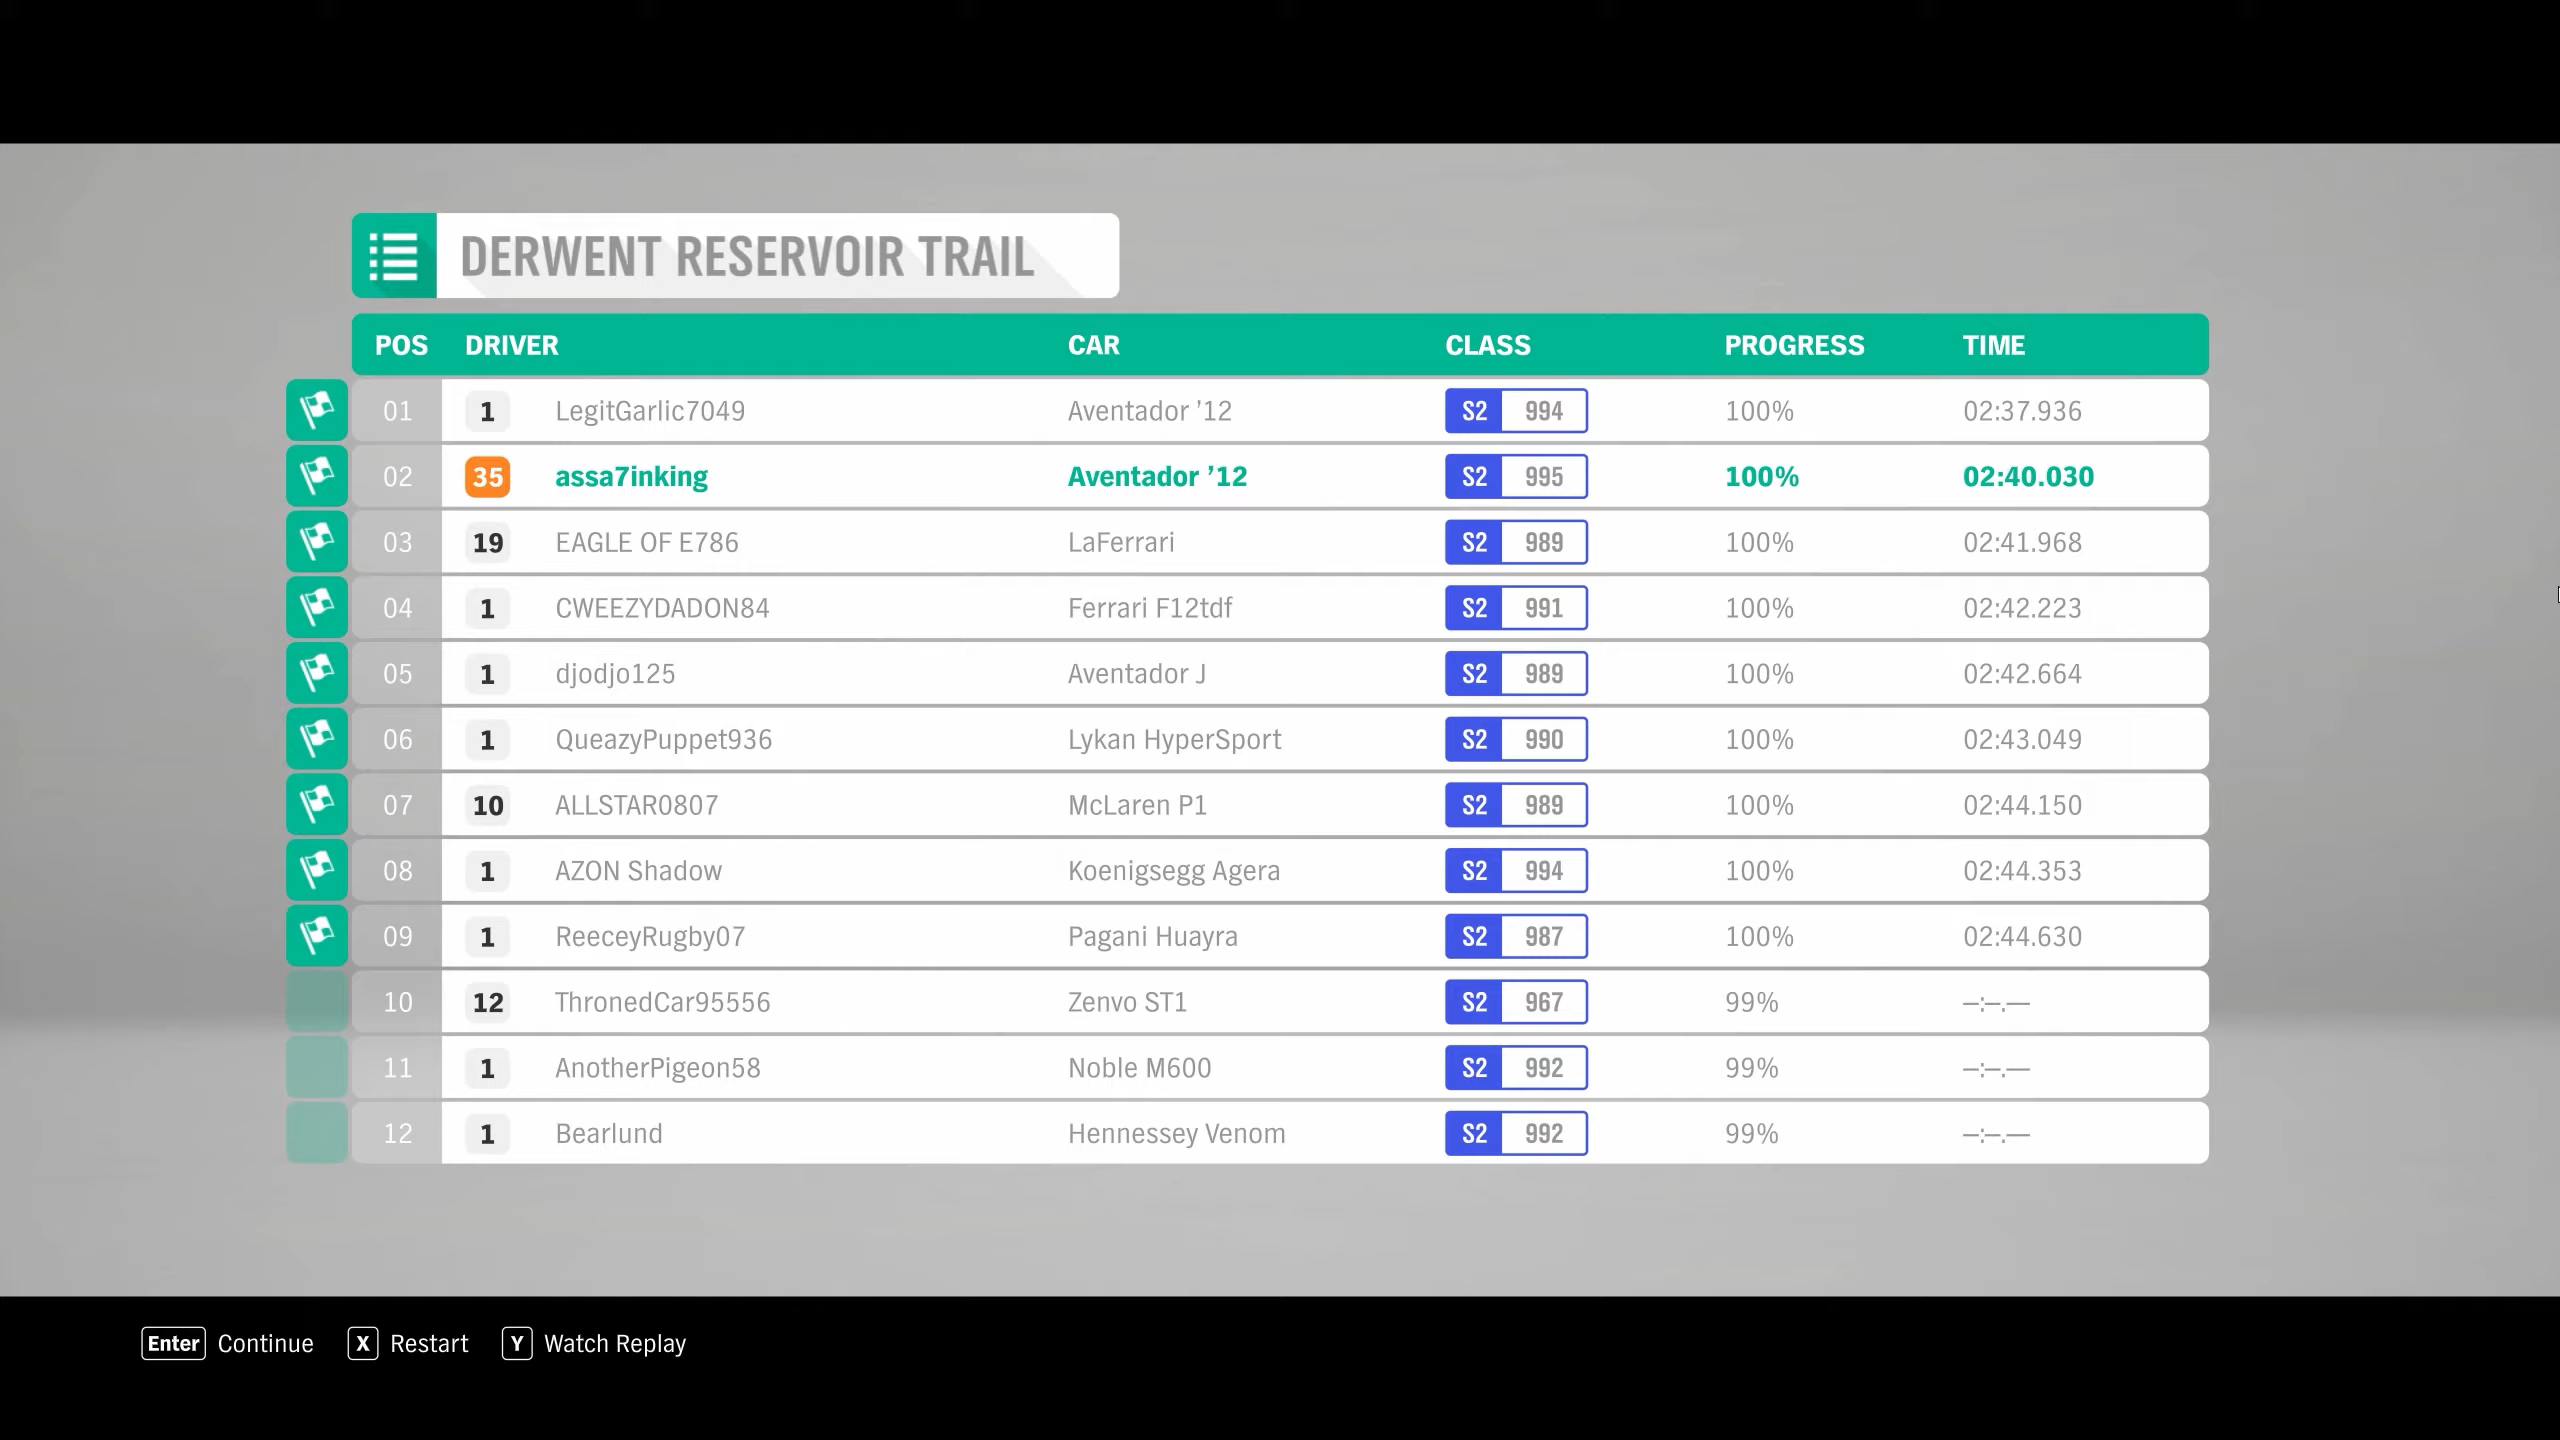 DERWENT RESERVOIR TRAIL
POS DRIVER CAR CLASS PROGRESS TIME
01 1 LegitGarlic7049 Aventador ’12 S2 994 100% 02:37.936
02 35 assa7inking Aventador ’12 S2 995 100% 02:40.030
03 19 EAGLE OF E786 LaFerrari S2 989 100% 02:41.968
04 1 CWEEZYDADON84 Ferrari F12tdf S2 991 100% 02:42.223
05 1 djodjo125 Aventador J S2 989 100% 02:42.664
06 1 QueazyPuppet936 Lykan HyperSport S2 990 100% 02:43.049
07 10 ALLSTAR0807 McLaren P1 S2 989 100% 02:44.150
08 1 AZON Shadow Koenigsegg Agera S2 994 100% 02:44.353
09 1 ReeceyRugby07 Pagani Huayra S2 987 100% 02:44.630
10 12 ThronedCar95556 Zenvo ST1 S2 967 99% –:–.––
11 1 AnotherPigeon58 Noble M600 S2 992 99% –:–.––
12 1 Bearlund Hennessey Venom S2 992 99% –:–.––
Enter Continue X Restart Y Watch Replay